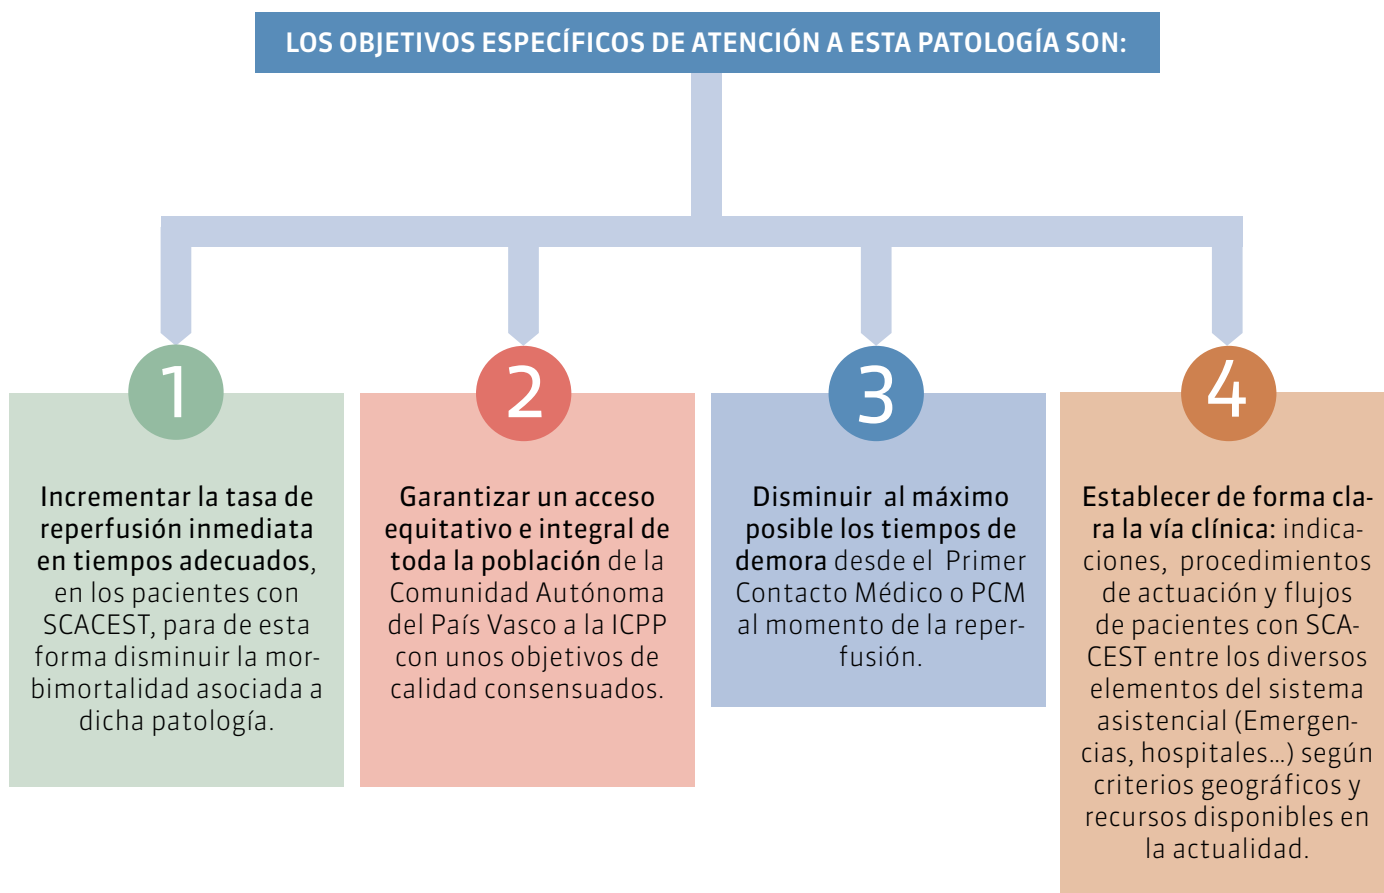 LOS OBJETIVOS ESPECÍFICOS DE ATENCIÓN A ESTA PATOLOGÍA SON:
1
Incrementar la tasa de
reperfusión inmediata
en tiempos adecuados,
en los pacientes con
SCACEST, para de esta
forma disminuir la mor-
bimortalidad asociada a
dicha patología.
2
Garantizar un acceso
equitativo e integral de
toda la población de la
Comunidad Autónoma
del País Vasco a la ICPP
con unos objetivos de
calidad consensuados.
3
Disminuir al máximo
posible los tiempos de
demora desde el Primer
Contacto Médico o PCM
al momento de la reper-
fusión.
4
Establecer de forma cla-
ra la vía clínica: indica-
ciones, procedimientos
de actuación y flujos
de pacientes con SCA-
CEST entre los diversos
elementos del sistema
asistencial (Emergen-
cias, hospitales...) según
criterios geográficos y
recursos disponibles en
la actualidad.